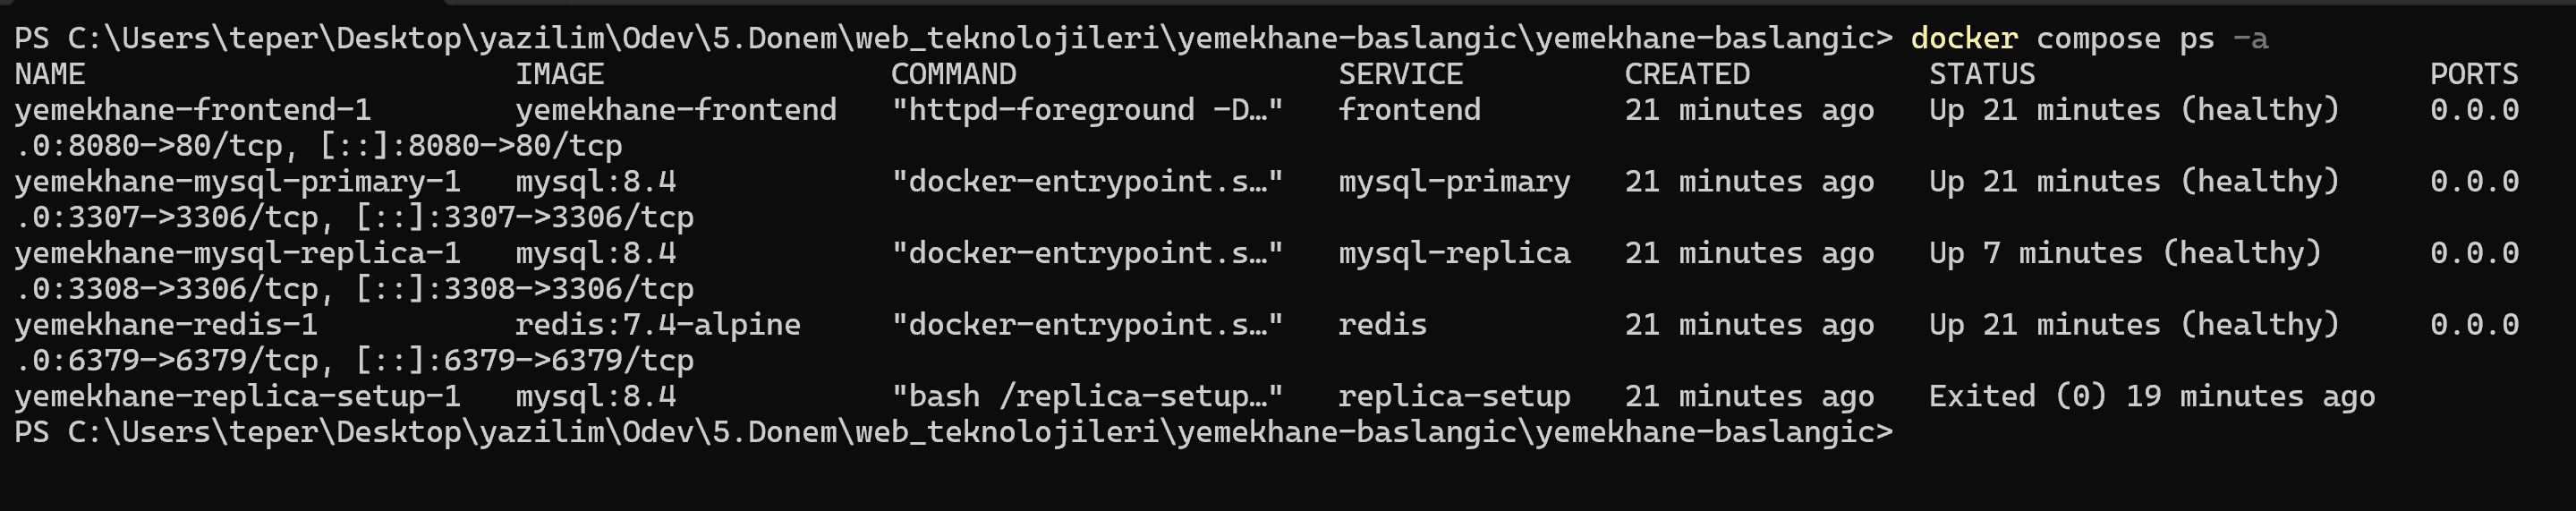 PS C:\Users\teper\Desktop\yazilim\Odev\5.Donem\web_teknolojileri\yemekhane-baslangic\yemekhane-baslangic> docker compose ps -a
NAME                        IMAGE                COMMAND                  SERVICE         CREATED          STATUS                      PORTS
yemekhane-frontend-1        yemekhane-frontend   "httpd-foreground -D…"   frontend        21 minutes ago   Up 21 minutes (healthy)     0.0.0
.0:8080->80/tcp, [::]:8080->80/tcp
yemekhane-mysql-primary-1   mysql:8.4            "docker-entrypoint.s…"   mysql-primary   21 minutes ago   Up 21 minutes (healthy)     0.0.0
.0:3307->3306/tcp, [::]:3307->3306/tcp
yemekhane-mysql-replica-1   mysql:8.4            "docker-entrypoint.s…"   mysql-replica   21 minutes ago   Up 7 minutes (healthy)      0.0.0
.0:3308->3306/tcp, [::]:3308->3306/tcp
yemekhane-redis-1           redis:7.4-alpine     "docker-entrypoint.s…"   redis           21 minutes ago   Up 21 minutes (healthy)     0.0.0
.0:6379->6379/tcp, [::]:6379->6379/tcp
yemekhane-replica-setup-1   mysql:8.4            "bash /replica-setup…"   replica-setup   21 minutes ago   Exited (0) 19 minutes ago
PS C:\Users\teper\Desktop\yazilim\Odev\5.Donem\web_teknolojileri\yemekhane-baslangic\yemekhane-baslangic>